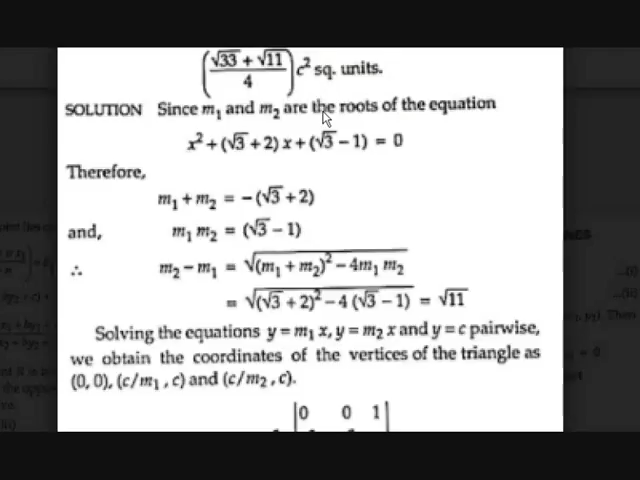 (√33 + √11 / 4) c² sq. units.
SOLUTION Since m₁ and m₂ are the roots of the equation
x² + (√3 + 2) x + (√3 − 1) = 0
Therefore,
m₁ + m₂ = −(√3 + 2)
and, m₁ m₂ = (√3 − 1)
∴ m₂ − m₁ = √(m₁ + m₂)² − 4m₁ m₂
= √(√3 + 2)² − 4 (√3 − 1) = √11
Solving the equations y = m₁ x, y = m₂ x and y = c pairwise,
we obtain the coordinates of the vertices of the triangle as
(0, 0), (c/m₁ , c) and (c/m₂ , c).
|0 0 1|